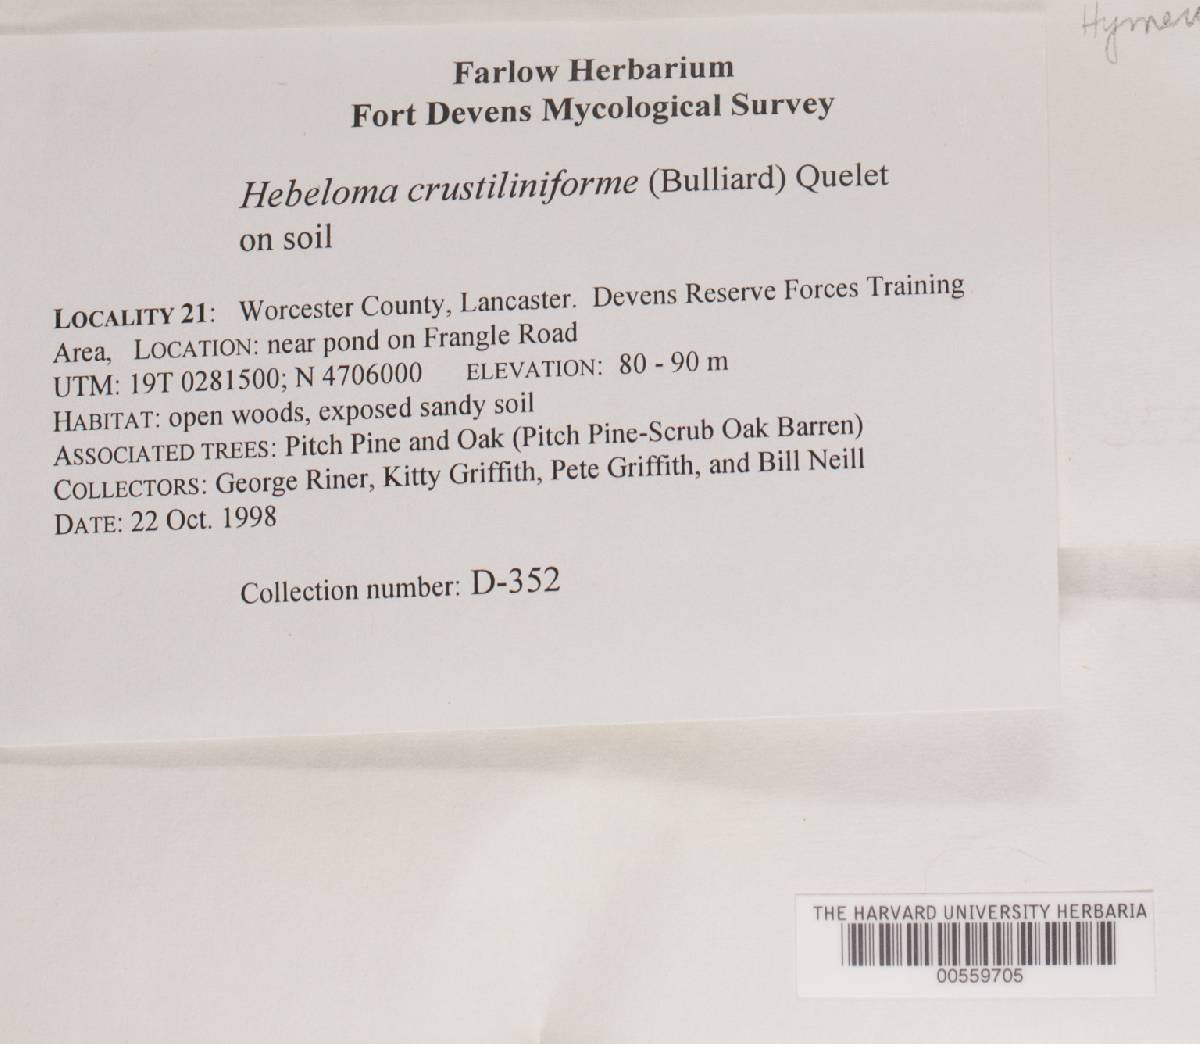 Farlow Herbarium
Fort Devens Mycological Survey
Hebeloma crustiliniforme (Bulliard) Quelet
on soil
LOCALITY 21: Worcester County, Lancaster. Devens Reserve Forces Training
Area, LOCATION: near pond on Frangle Road
UTM: 19T 0281500; N 4706000 ELEVATION: 80 - 90 m
HABITAT: open woods, exposed sandy soil
ASSOCIATED TREES: Pitch Pine and Oak (Pitch Pine-Scrub Oak Barren)
COLLECTORS: George Riner, Kitty Griffith, Pete Griffith, and Bill Neill
DATE: 22 Oct. 1998
Collection number: D-352
THE HARVARD UNIVERSITY HERBARIA
00559705